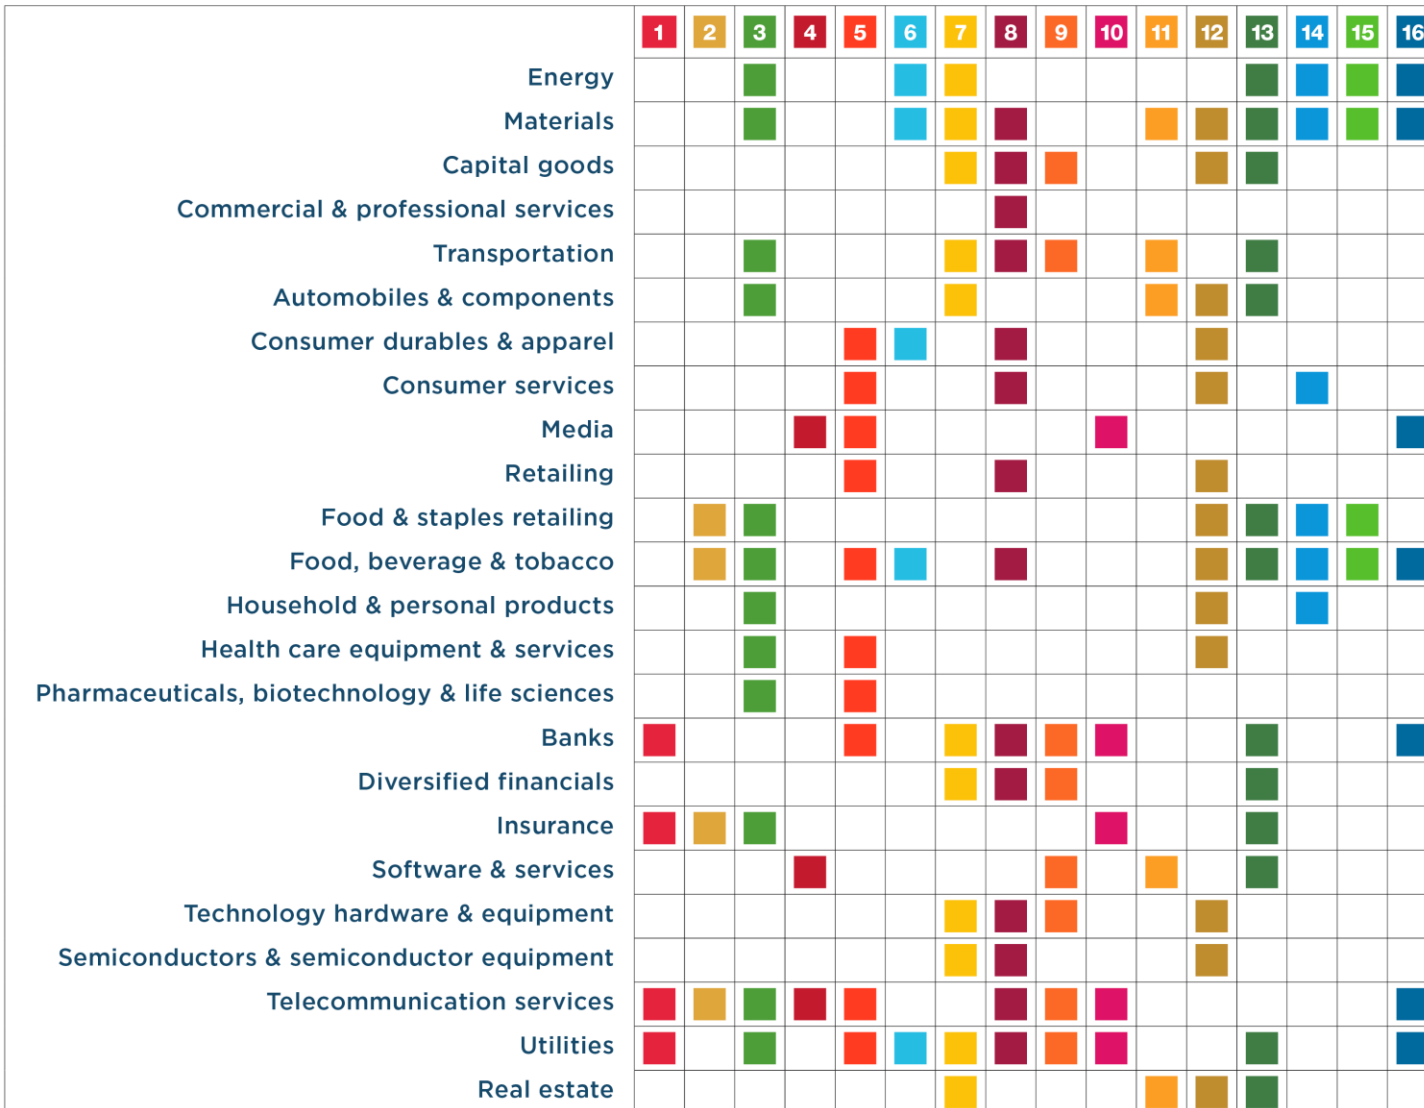 1 2 3 4 5 6 7 8 9 10 11 12 13 14 15 16
Energy
Materials
Capital goods
Commercial & professional services
Transportation
Automobiles & components
Consumer durables & apparel
Consumer services
Media
Retailing
Food & staples retailing
Food, beverage & tobacco
Household & personal products
Health care equipment & services
Pharmaceuticals, biotechnology & life sciences
Banks
Diversified financials
Insurance
Software & services
Technology hardware & equipment
Semiconductors & semiconductor equipment
Telecommunication services
Utilities
Real estate